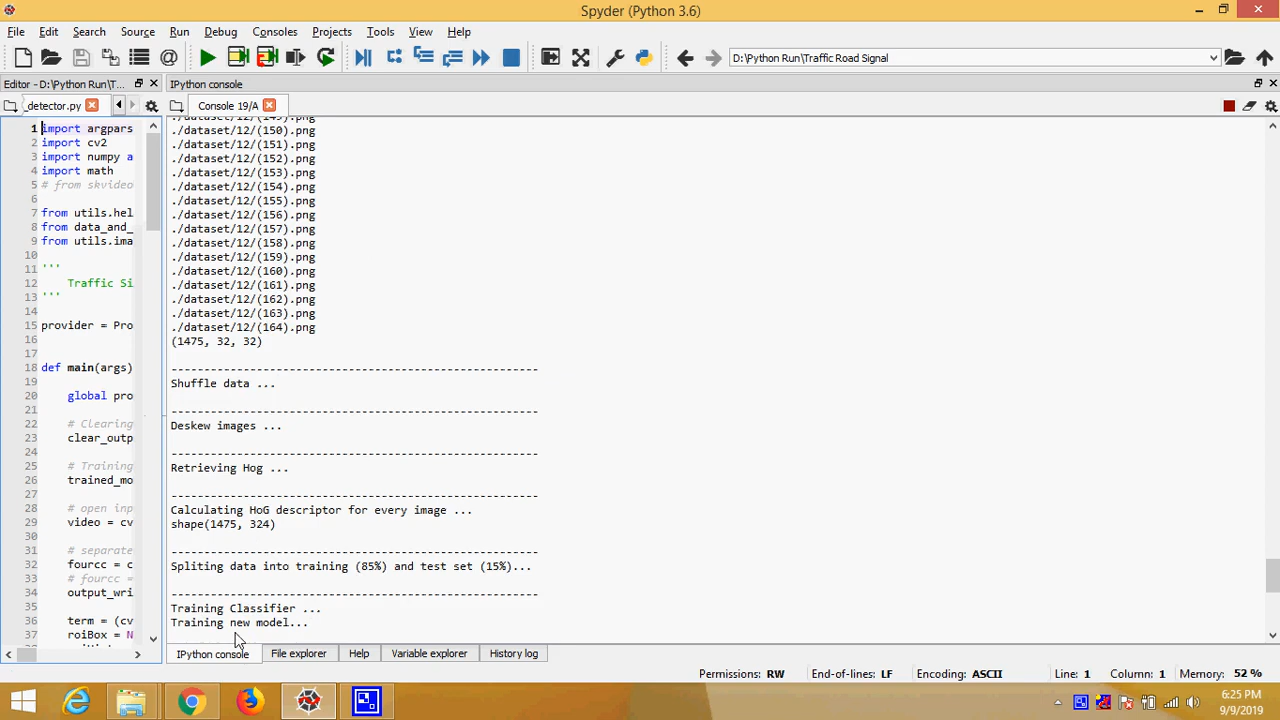 Spyder (Python 3.6)
File Edit Search Source Run Debug Consoles Projects Tools View Help
D:\Python Run\Traffic Road Signal
Editor - D:\Python Run\T...
IPython console
_detector.py
Console 19/A
1 import argpars
2 import cv2
3 import numpy a
4 import math
5 # from skvideo
6
7 from utils.hel
8 from data_and_
9 from utils.ima
10
11 '''
12 Traffic Si
13 '''
14
15 provider = Pro
16
17
18 def main(args)
19
20 global pro
21
22 # Clearing
23 clear_outp
24
25 # Training
26 trained_mo
27
28 # open inp
29 video = cv
30
31 # separate
32 fourcc = c
33 # fourcc =
34 output_wri
35
36 term = (cv
37 roiBox = N
./dataset/12/(149).png
./dataset/12/(150).png
./dataset/12/(151).png
./dataset/12/(152).png
./dataset/12/(153).png
./dataset/12/(154).png
./dataset/12/(155).png
./dataset/12/(156).png
./dataset/12/(157).png
./dataset/12/(158).png
./dataset/12/(159).png
./dataset/12/(160).png
./dataset/12/(161).png
./dataset/12/(162).png
./dataset/12/(163).png
./dataset/12/(164).png
(1475, 32, 32)
-------------------------------------------------------
Shuffle data ...
-------------------------------------------------------
Deskew images ...
-------------------------------------------------------
Retrieving Hog ...
-------------------------------------------------------
Calculating HoG descriptor for every image ...
shape(1475, 324)
-------------------------------------------------------
Spliting data into training (85%) and test set (15%)...
-------------------------------------------------------
Training Classifier ...
Training new model...
IPython console File explorer Help Variable explorer History log
Permissions: RW End-of-lines: LF Encoding: ASCII Line: 1 Column: 1 Memory: 52 %
6:25 PM
9/9/2019